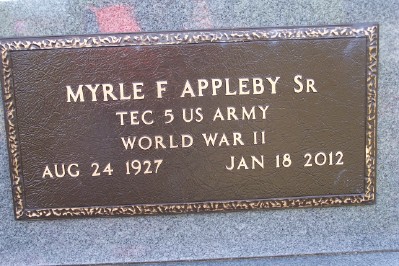 MYRLE F APPLEBY SR
TEC 5 US ARMY
WORLD WAR II
AUG 24 1927 JAN 18 2012